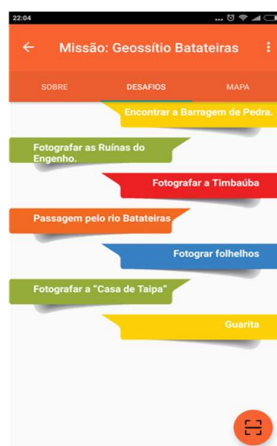 22:04
...
Missão: Geossítio Batateiras
SOBRE
DESAFIOS
MAPA
Encontrar a Barragem de Pedra.
Fotografar as Ruínas do
Engenho.
Fotografar a Timbaúba
Passagem pelo rio Batateiras
Fotograr folhelhos
Fotografar a "Casa de Taipa"
Guarita